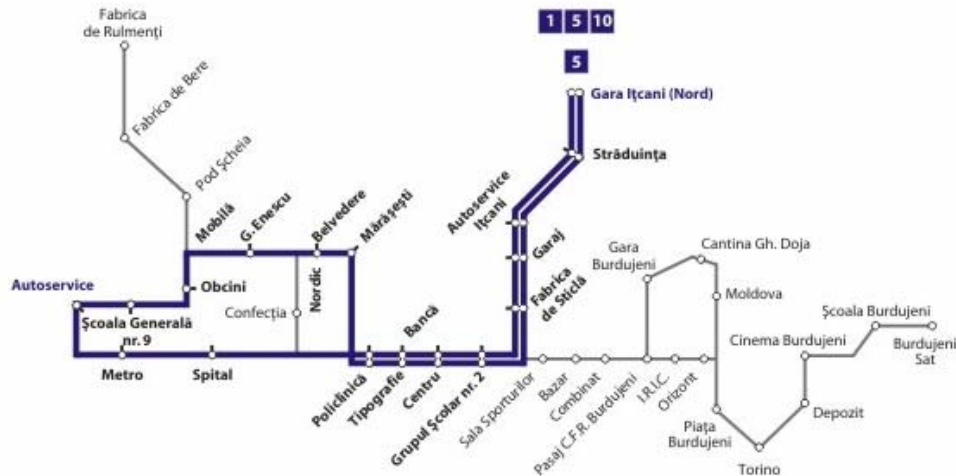 Fabrica
de Rulmenți
1 5 10
5
Gara Ițcani (Nord)
Fabrica de Bere
Străduința
Pod Șcheia
Autoservice
Ițcani
Mobilă
G. Enescu
Belvedere
Mărășești
Garaj
Gara
Burdujeni
Cantina Gh. Doja
Autoservice
Obcini
Nordic
Fabrica
de Sticlă
Moldova
Confecția
Școala Burdujeni
Școala Generală
nr. 9
Bancă
Cinema Burdujeni
Burdujeni
Sat
Metro
Spital
Policlinică
Tipografie
Centru
Grupul Școlar nr. 2
Sala Sporturilor
Bazar
Combinat
Pasaj C.F.R. Burdujeni
I.R.I.C.
Orizont
Piața
Burdujeni
Depozit
Torino